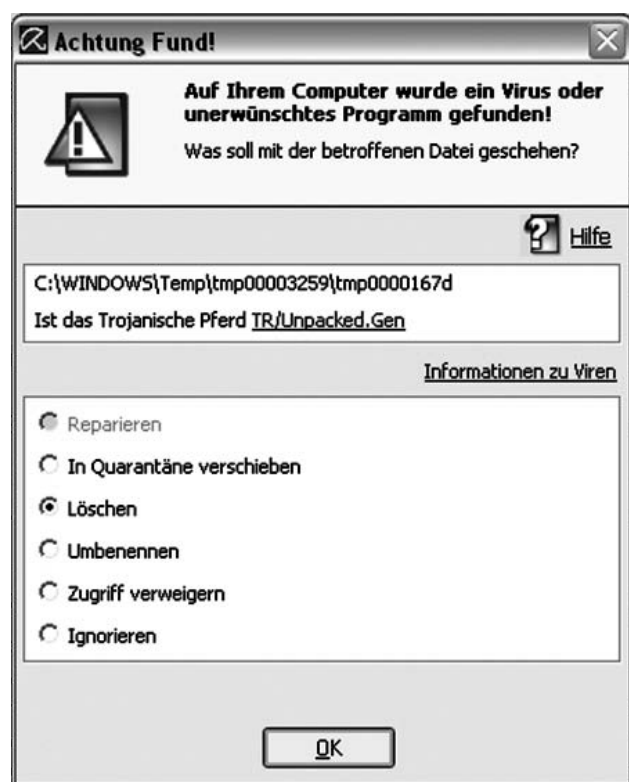 Achtung Fund!
Auf Ihrem Computer wurde ein Virus oder
unerwünschtes Programm gefunden!
Was soll mit der betroffenen Datei geschehen?
Hilfe
C:\WINDOWS\Temp\tmp00003259\tmp0000167d
Ist das Trojanische Pferd TR/Unpacked.Gen
Informationen zu Viren
Reparieren
In Quarantäne verschieben
Löschen
Umbenennen
Zugriff verweigern
Ignorieren
OK